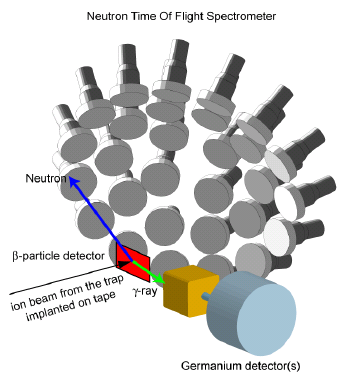 Neutron Time Of Flight Spectrometer
Neutron
β-particle detector
ion beam from the trap
implanted on tape
γ-ray
Germanium detector(s)